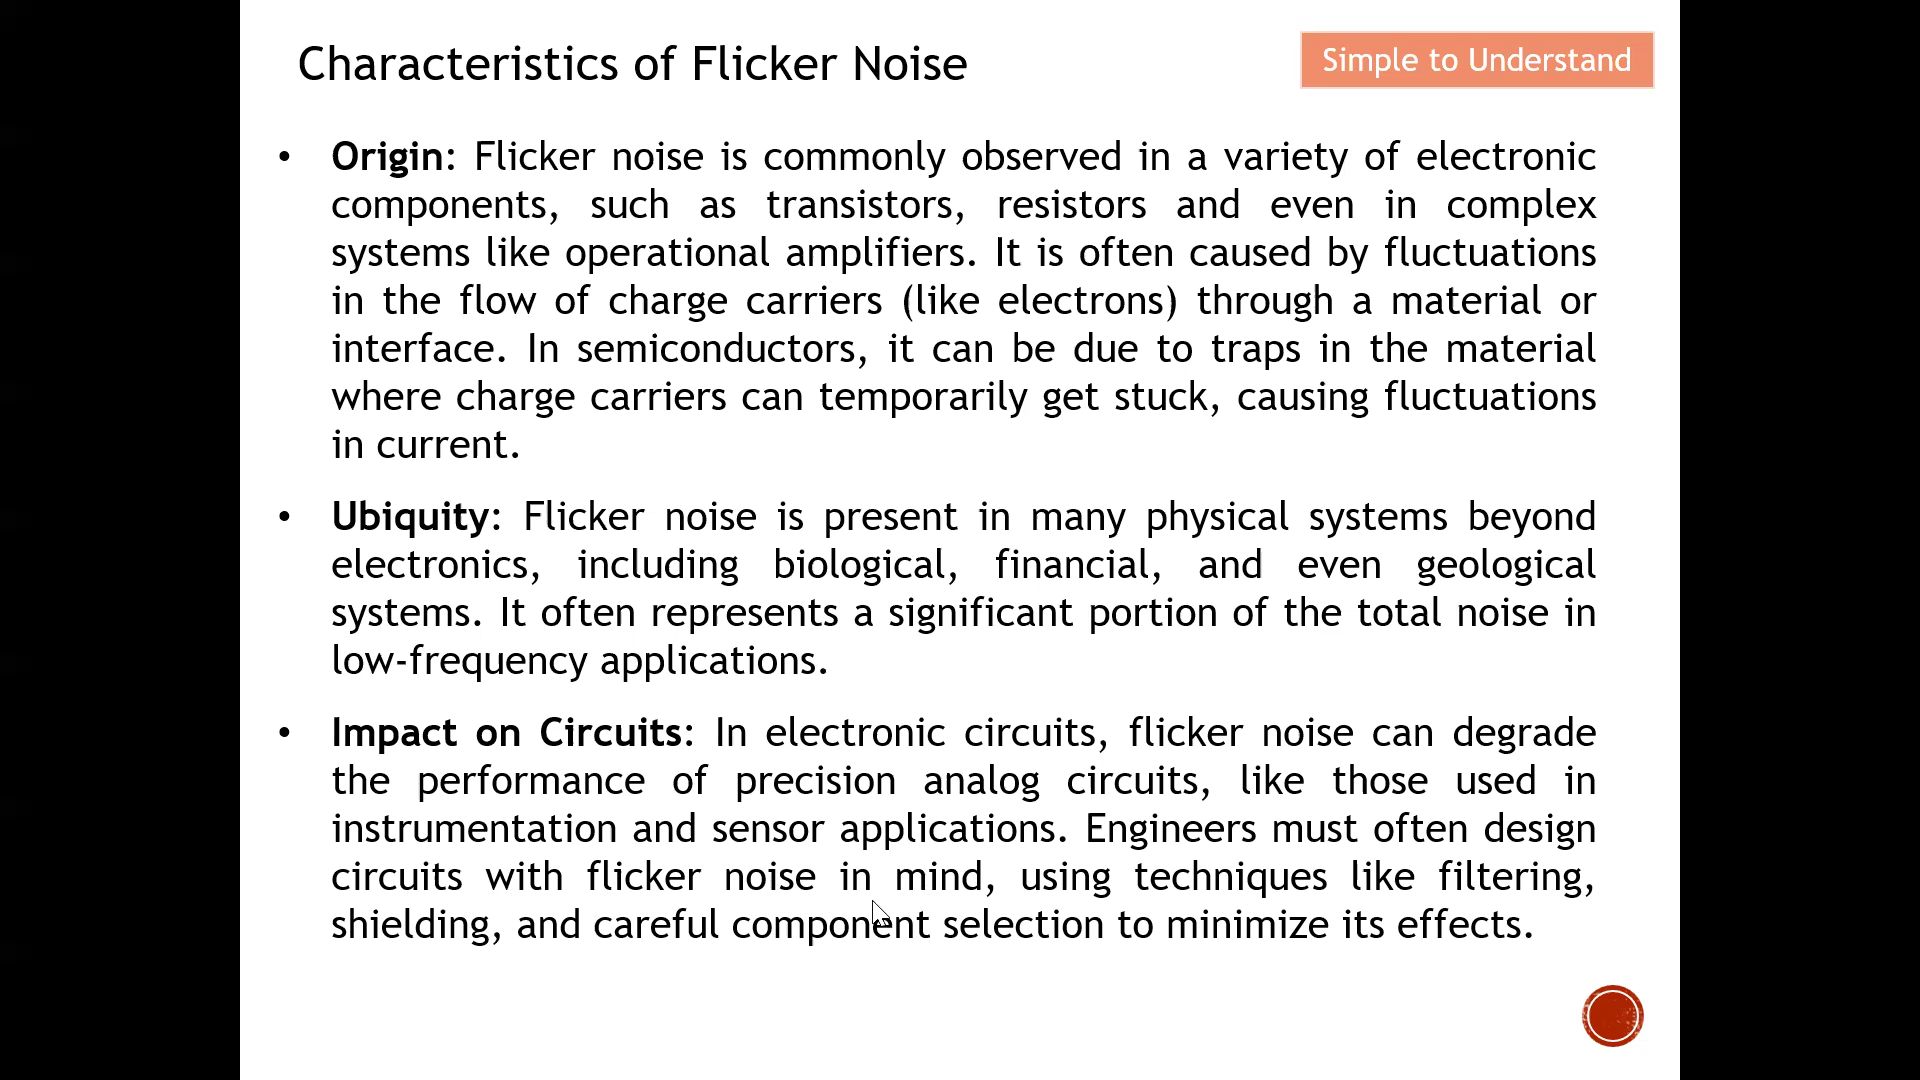 Characteristics of Flicker Noise
Simple to Understand
• Origin: Flicker noise is commonly observed in a variety of electronic
components, such as transistors, resistors and even in complex
systems like operational amplifiers. It is often caused by fluctuations
in the flow of charge carriers (like electrons) through a material or
interface. In semiconductors, it can be due to traps in the material
where charge carriers can temporarily get stuck, causing fluctuations
in current.
• Ubiquity: Flicker noise is present in many physical systems beyond
electronics, including biological, financial, and even geological
systems. It often represents a significant portion of the total noise in
low-frequency applications.
• Impact on Circuits: In electronic circuits, flicker noise can degrade
the performance of precision analog circuits, like those used in
instrumentation and sensor applications. Engineers must often design
circuits with flicker noise in mind, using techniques like filtering,
shielding, and careful component selection to minimize its effects.